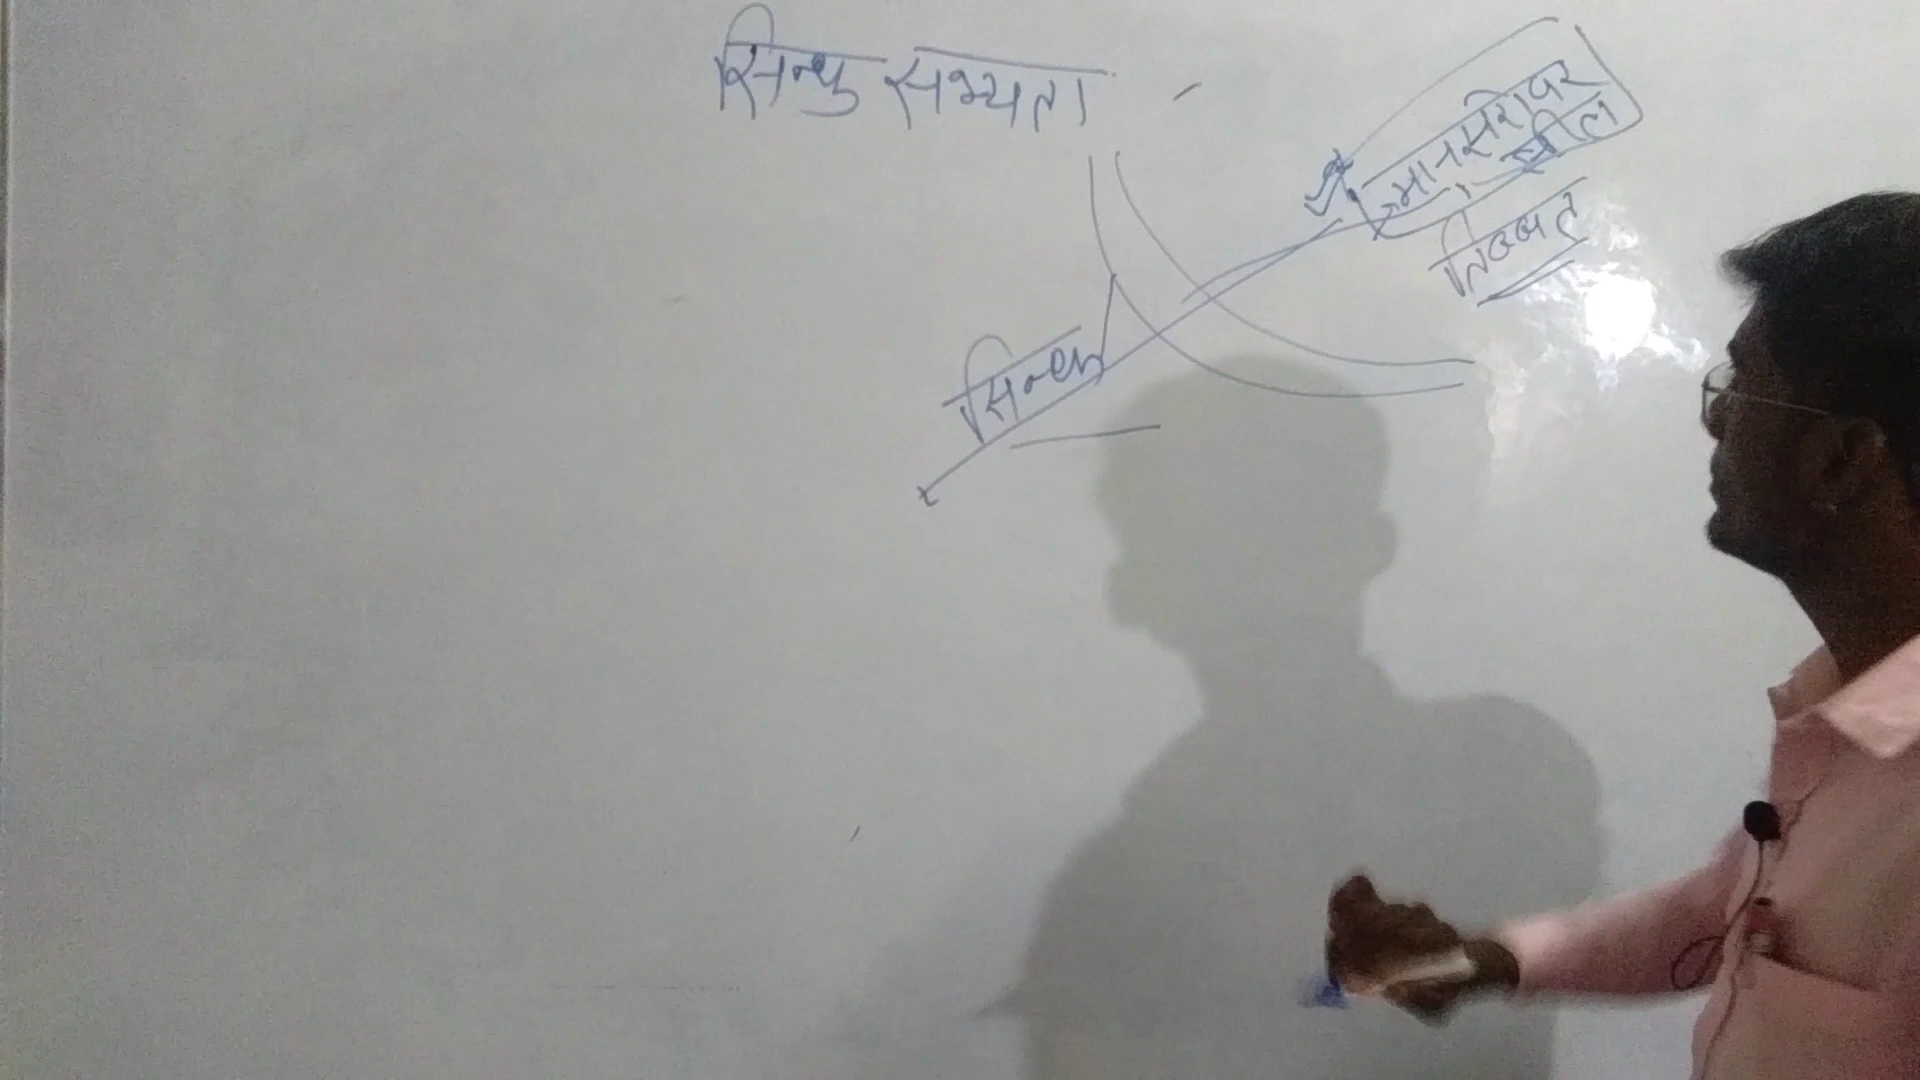 सिन्धु सभ्यता
मानसरोवर
झील
तिब्बत
सिन्धु